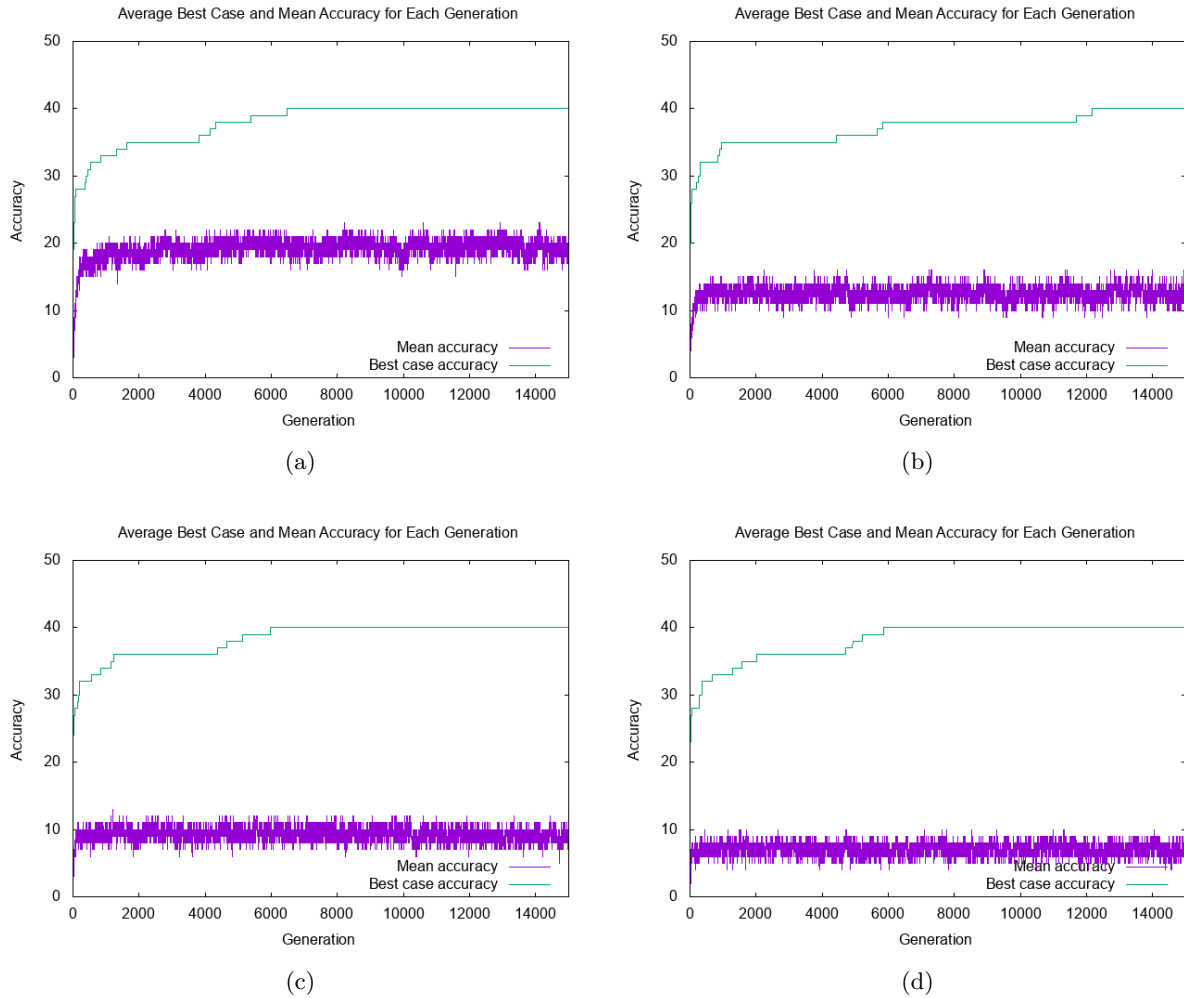 Average Best Case and Mean Accuracy for Each Generation
50
40
30
20
10
0
Accuracy
Mean accuracy
Best case accuracy
0 2000 4000 6000 8000 10000 12000 14000
Generation
(a)
Average Best Case and Mean Accuracy for Each Generation
50
40
30
20
10
0
Accuracy
Mean accuracy
Best case accuracy
0 2000 4000 6000 8000 10000 12000 14000
Generation
(b)
Average Best Case and Mean Accuracy for Each Generation
50
40
30
20
10
0
Accuracy
Mean accuracy
Best case accuracy
0 2000 4000 6000 8000 10000 12000 14000
Generation
(c)
Average Best Case and Mean Accuracy for Each Generation
50
40
30
20
10
0
Accuracy
Mean accuracy
Best case accuracy
0 2000 4000 6000 8000 10000 12000 14000
Generation
(d)